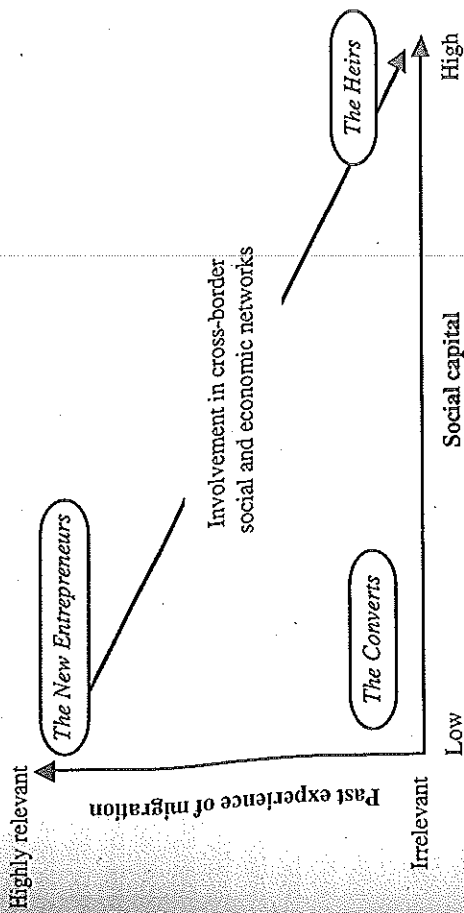 Highly relevant
Past experience of migration
Irrelevant
The New Entrepreneurs
Involvement in cross-border
social and economic networks
The Converts
The Heirs
Low
Social capital
High